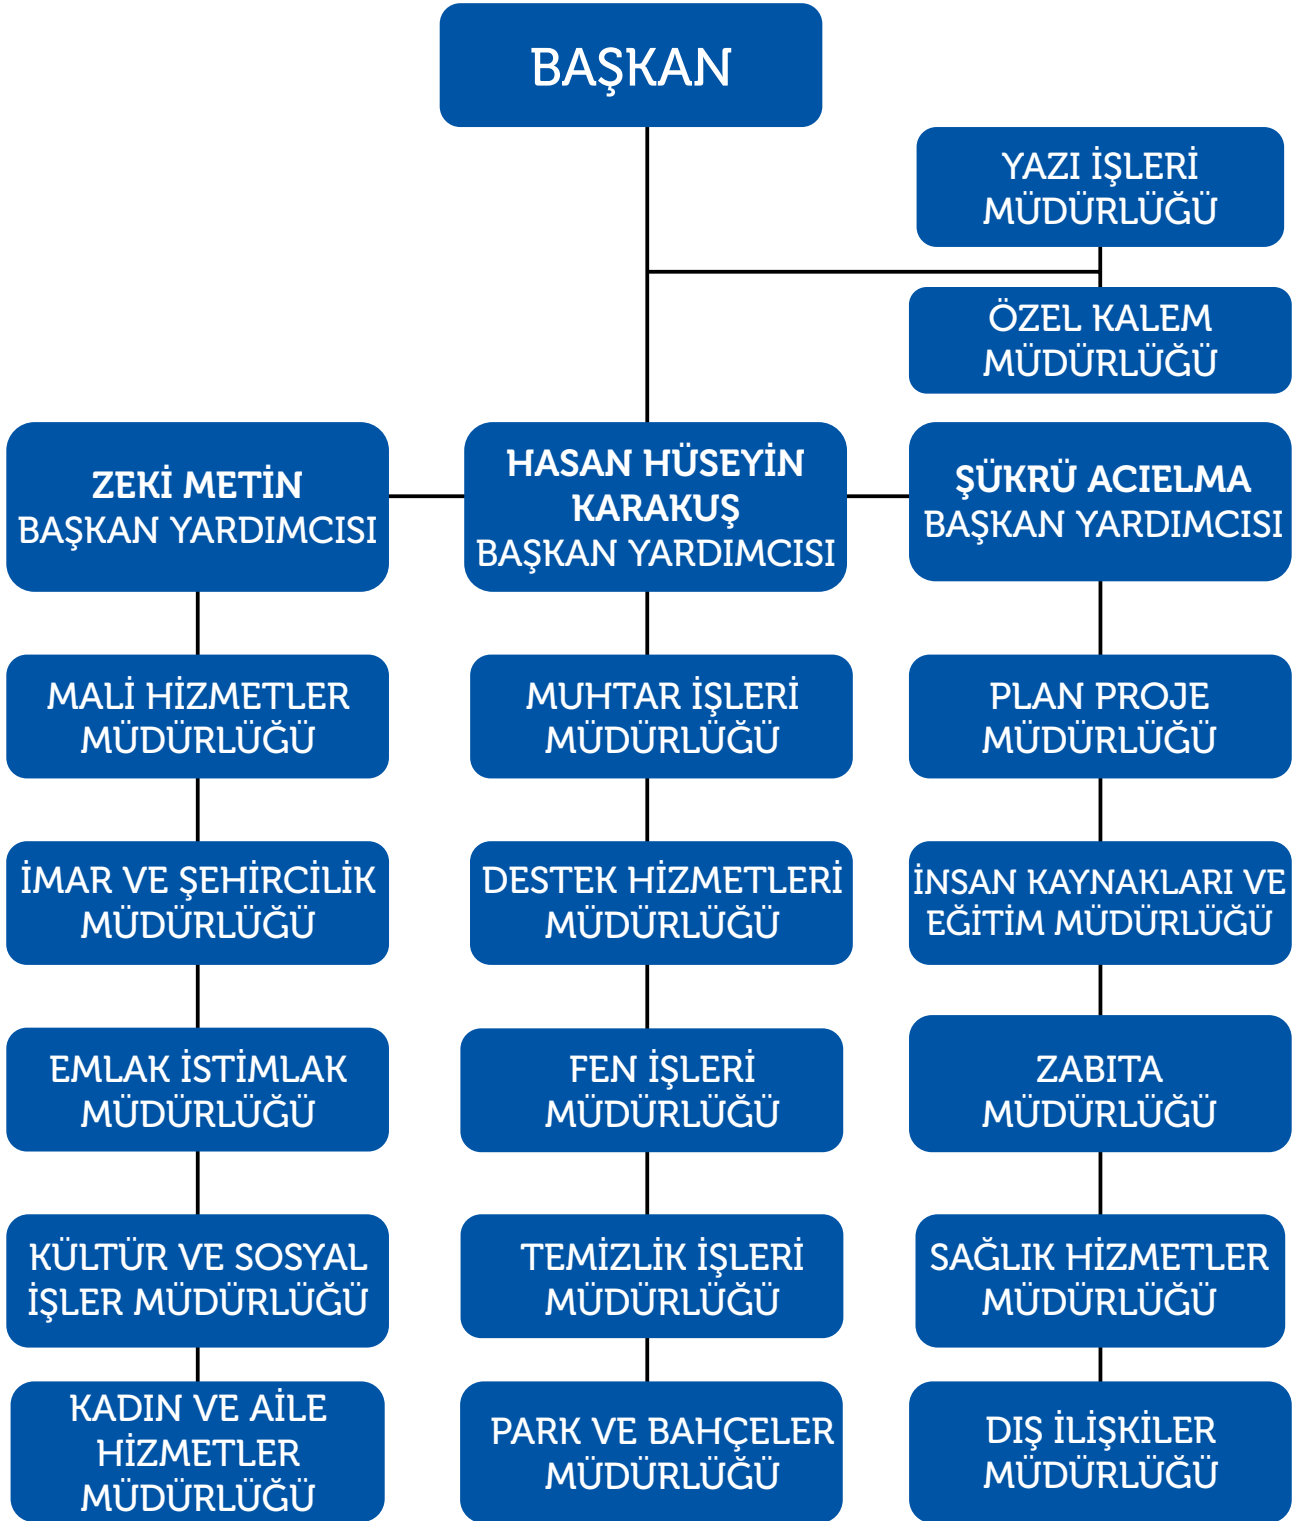 BAŞKAN
YAZI İŞLERİ
MÜDÜRLÜĞÜ
ÖZEL KALEM
MÜDÜRLÜĞÜ
ZEKİ METİN
BAŞKAN YARDIMCISI
HASAN HÜSEYİN
KARAKUŞ
BAŞKAN YARDIMCISI
ŞÜKRÜ ACIELMA
BAŞKAN YARDIMCISI
MALİ HİZMETLER
MÜDÜRLÜĞÜ
MUHTAR İŞLERİ
MÜDÜRLÜĞÜ
PLAN PROJE
MÜDÜRLÜĞÜ
İMAR VE ŞEHİRCİLİK
MÜDÜRLÜĞÜ
DESTEK HİZMETLERİ
MÜDÜRLÜĞÜ
İNSAN KAYNAKLARI VE
EĞİTİM MÜDÜRLÜĞÜ
EMLAK İSTİMLAK
MÜDÜRLÜĞÜ
FEN İŞLERİ
MÜDÜRLÜĞÜ
ZABITA
MÜDÜRLÜĞÜ
KÜLTÜR VE SOSYAL
İŞLER MÜDÜRLÜĞÜ
TEMİZLİK İŞLERİ
MÜDÜRLÜĞÜ
SAĞLIK HİZMETLER
MÜDÜRLÜĞÜ
KADIN VE AİLE
HİZMETLER
MÜDÜRLÜĞÜ
PARK VE BAHÇELER
MÜDÜRLÜĞÜ
DIŞ İLİŞKİLER
MÜDÜRLÜĞÜ